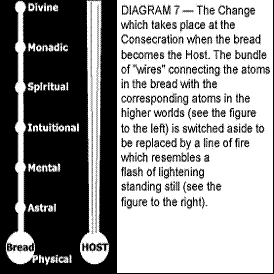 Divine
Monadic
Spiritual
Intuitional
Mental
Astral
Bread
Physical
HOST
DIAGRAM 7 — The Change
which takes place at the
Consecration when the bread
becomes the Host. The bundle
of "wires" connecting the atoms
in the bread with the
corresponding atoms in the
higher worlds (see the figure
to the left) is switched aside to
be replaced by a line of fire
which resembles a
flash of lightening
standing still (see the
figure to the right).